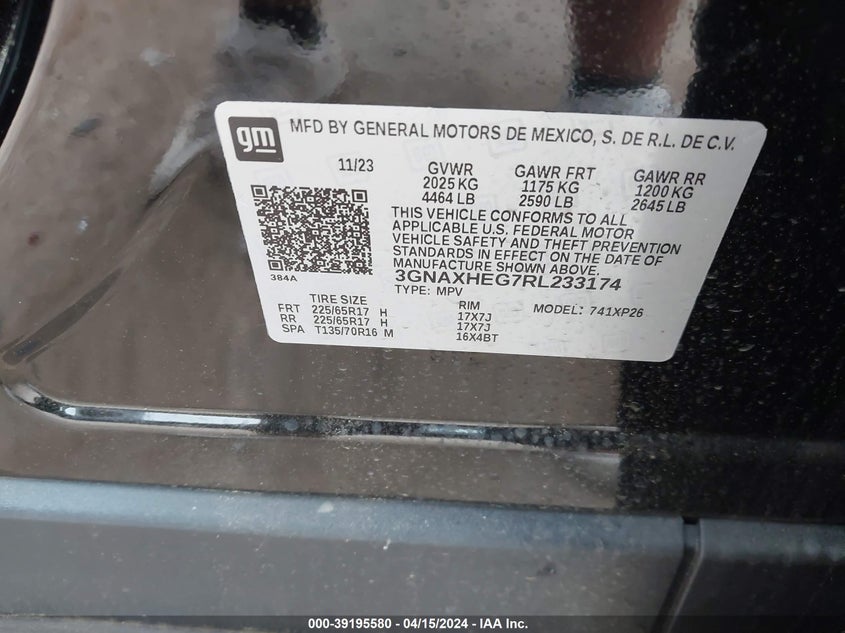 gm
MFD BY GENERAL MOTORS DE MEXICO, S. DE R.L. DE C.V.
11/23 GVWR GAWR FRT GAWR RR
2025 KG 1175 KG 1200 KG
4464 LB 2590 LB 2645 LB
THIS VEHICLE CONFORMS TO ALL
APPLICABLE U.S. FEDERAL MOTOR
VEHICLE SAFETY AND THEFT PREVENTION
STANDARDS IN EFFECT ON THE DATE OF
MANUFACTURE SHOWN ABOVE.
384A 3GNAXHEG7RL233174
TYPE: MPV
TIRE SIZE RIM MODEL: 741XP26
FRT 225/65R17 H 17X7J
RR 225/65R17 H 17X7J
SPA T135/70R16 M 16X4BT
000-39195580 - 04/15/2024 - IAA Inc.